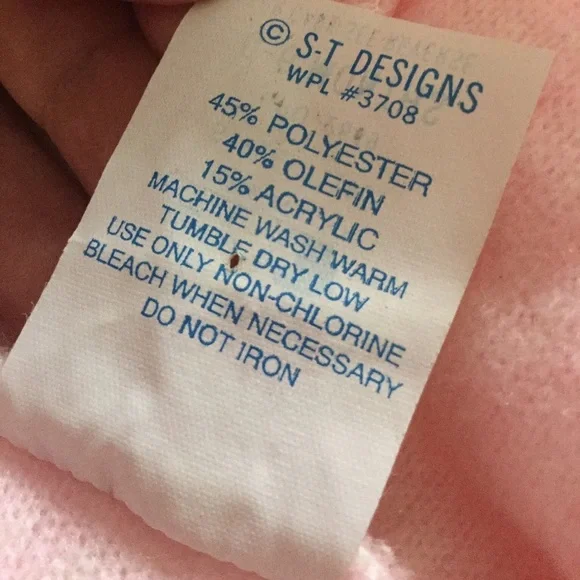 © S-T DESIGNS
WPL #3708
45% POLYESTER
40% OLEFIN
15% ACRYLIC
MACHINE WASH WARM
TUMBLE DRY LOW
USE ONLY NON-CHLORINE
BLEACH WHEN NECESSARY
DO NOT IRON